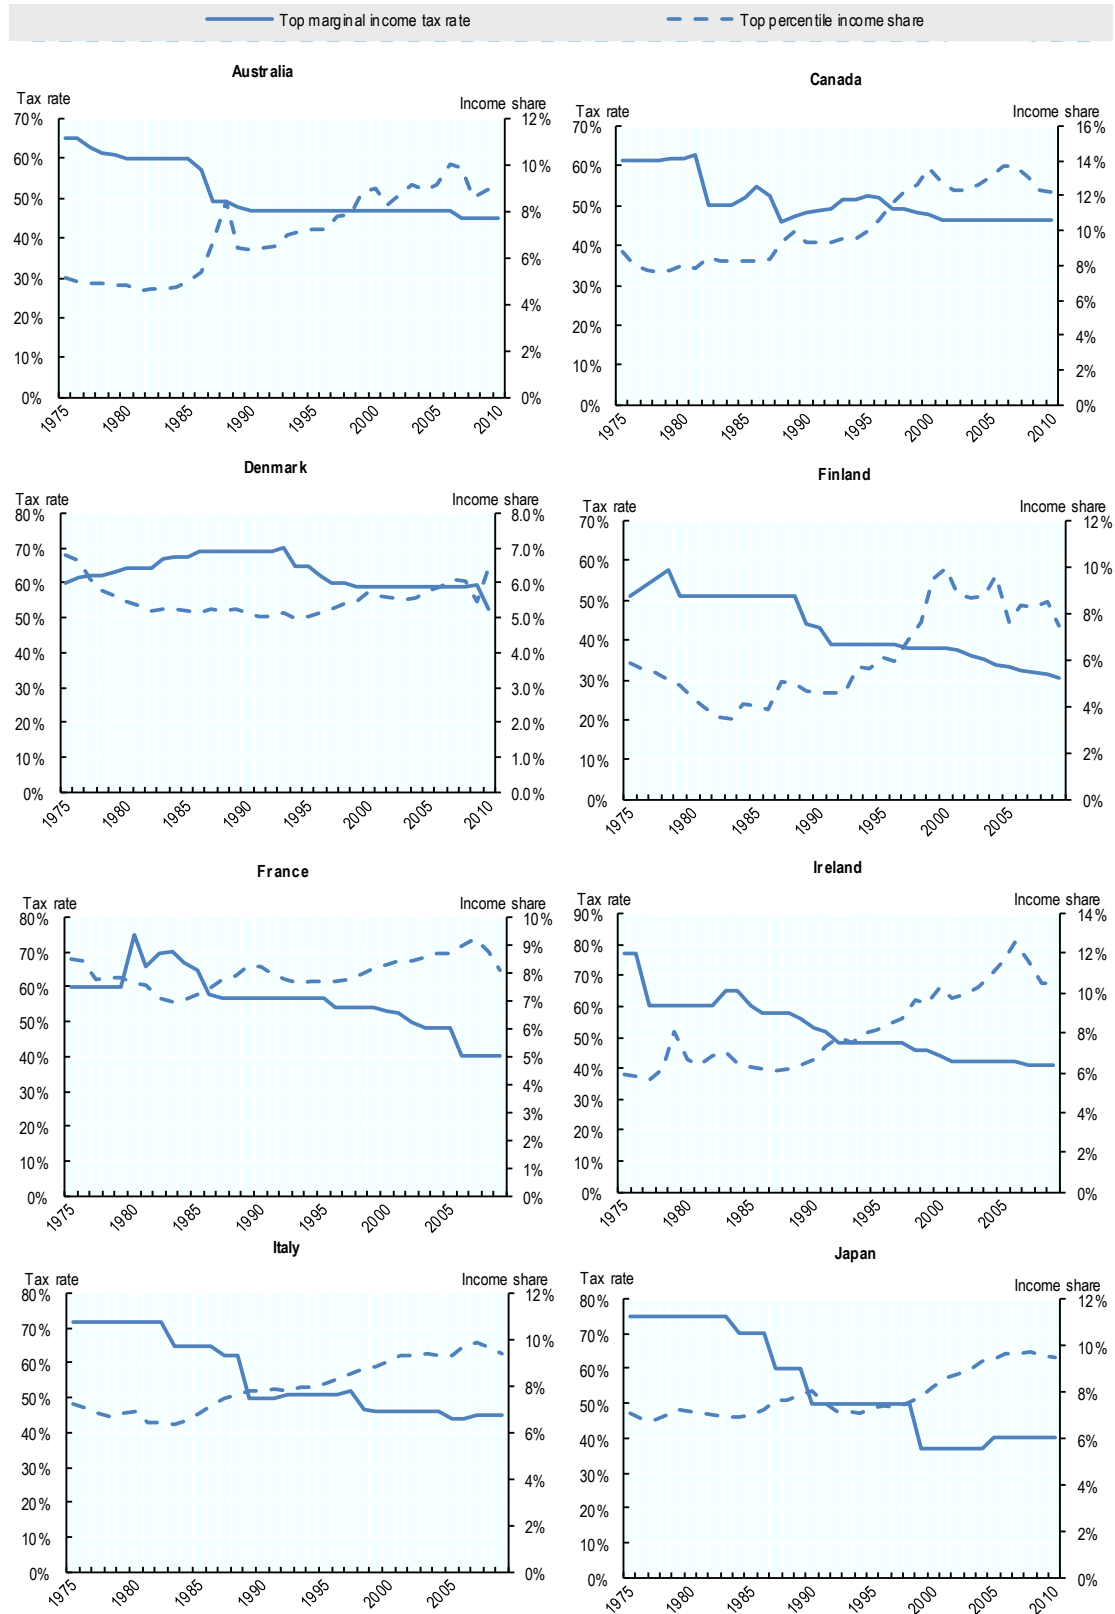 Top marginal income tax rate Top percentile income share
Australia
Tax rate Income share
70% 12%
60% 10%
50% 8%
40% 6%
30% 4%
20% 2%
10% 0%
0%
1975 1980 1985 1990 1995 2000 2005 2010
Canada
Tax rate Income share
70% 16%
60% 14%
50% 12%
40% 10%
30% 8%
20% 6%
10% 4%
0% 2%
0%
1975 1980 1985 1990 1995 2000 2005 2010
Denmark
Tax rate Income share
80% 8.0%
70% 7.0%
60% 6.0%
50% 5.0%
40% 4.0%
30% 3.0%
20% 2.0%
10% 1.0%
0% 0.0%
1975 1980 1985 1990 1995 2000 2005 2010
Finland
Tax rate Income share
70% 12%
60% 10%
50% 8%
40% 6%
30% 4%
20% 2%
10% 0%
0%
1975 1980 1985 1990 1995 2000 2005
France
Tax rate Income share
80% 10%
70% 9%
60% 8%
50% 7%
40% 6%
30% 5%
20% 4%
10% 3%
0% 2%
1%
0%
1975 1980 1985 1990 1995 2000 2005
Ireland
Tax rate Income share
90% 14%
80% 12%
70% 10%
60% 8%
50% 6%
40% 4%
30% 2%
20% 0%
10%
0%
1975 1980 1985 1990 1995 2000 2005
Italy
Tax rate Income share
80% 12%
70% 10%
60% 8%
50% 6%
40% 4%
30% 2%
20% 0%
10%
0%
1975 1980 1985 1990 1995 2000 2005
Japan
Tax rate Income share
80% 12%
70% 10%
60% 8%
50% 6%
40% 4%
30% 2%
20% 0%
10%
0%
1975 1980 1985 1990 1995 2000 2005 2010